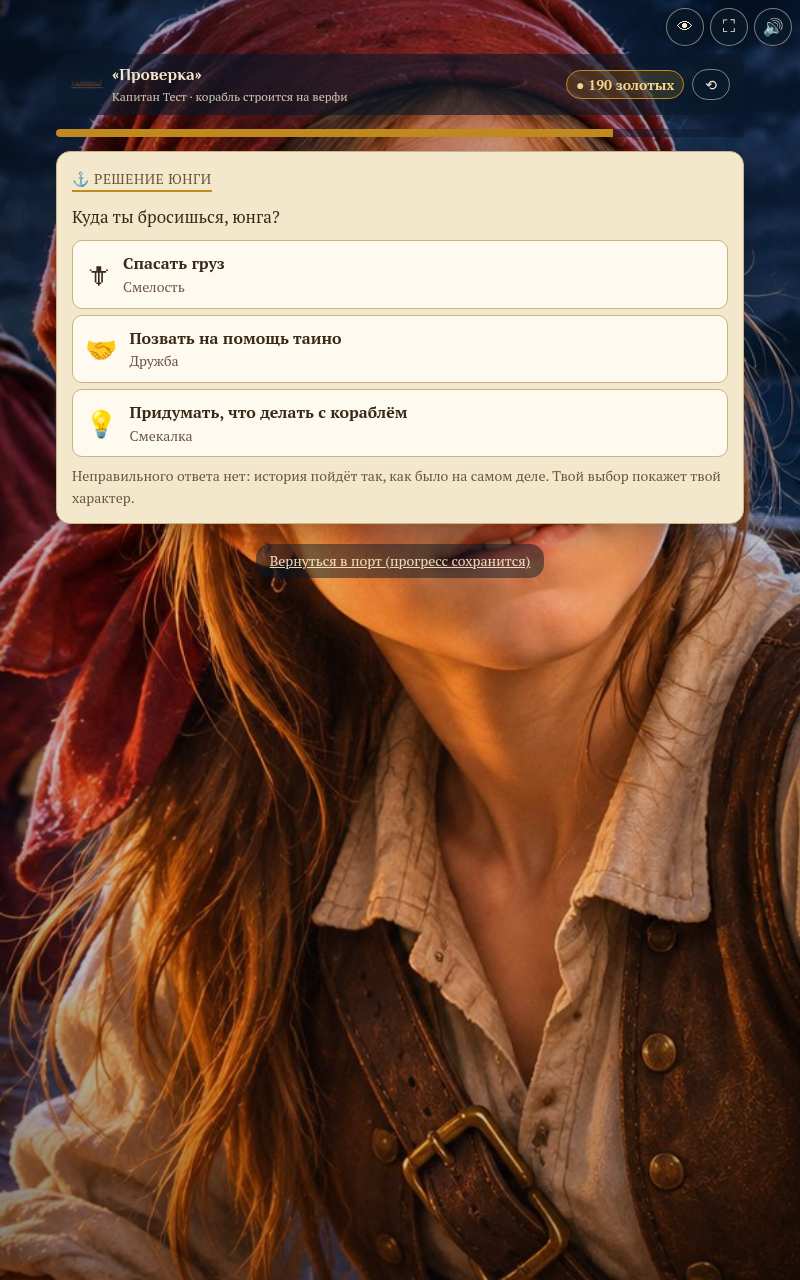 «Проверка»
Капитан Тест · корабль строится на верфи
● 190 золотых
РЕШЕНИЕ ЮНГИ
Куда ты бросишься, юнга?
Спасать груз
Смелость
Позвать на помощь таино
Дружба
Придумать, что делать с кораблём
Смекалка
Неправильного ответа нет: история пойдёт так, как было на самом деле. Твой выбор покажет твой
характер.
Вернуться в порт (прогресс сохранится)